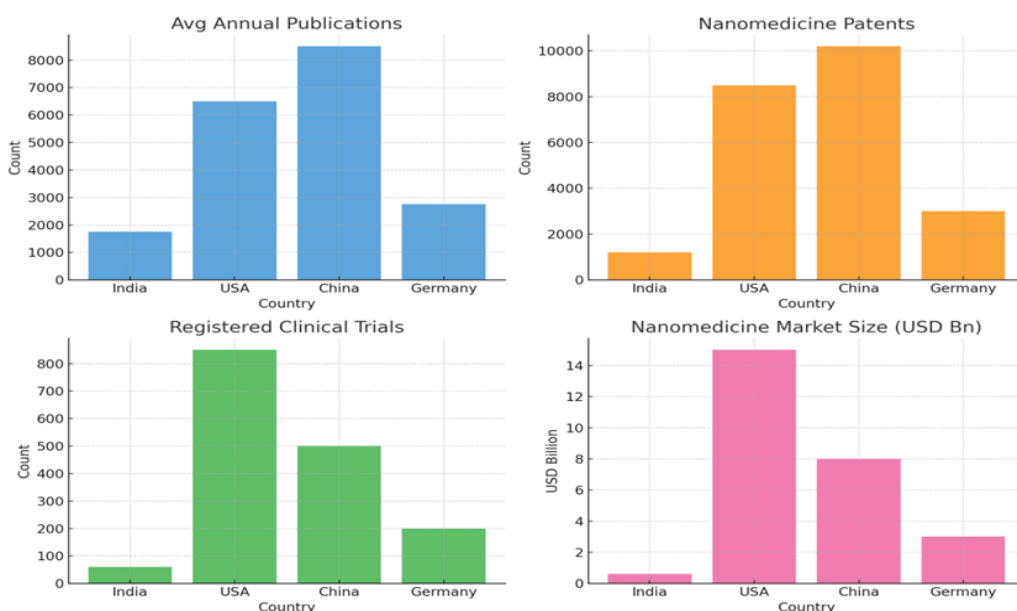 Avg Annual Publications
Count
8000
7000
6000
5000
4000
3000
2000
1000
0
India USA China Germany
Country
Nanomedicine Patents
Count
10000
8000
6000
4000
2000
0
India USA China Germany
Country
Registered Clinical Trials
Count
800
700
600
500
400
300
200
100
0
India USA China Germany
Country
Nanomedicine Market Size (USD Bn)
USD Billion
14
12
10
8
6
4
2
0
India USA China Germany
Country